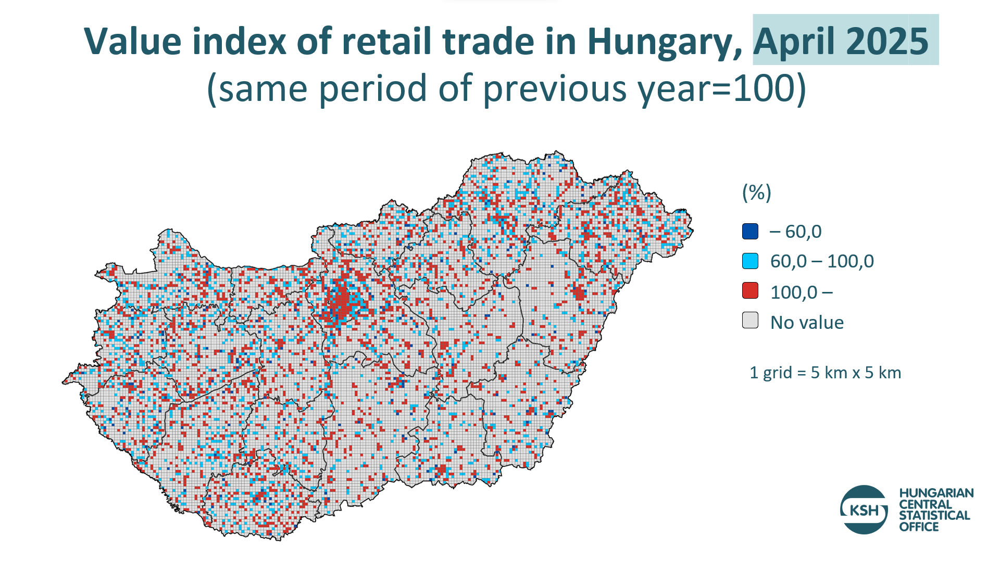 Value index of retail trade in Hungary, April 2025
(same period of previous year=100)
(%)
– 60,0
60,0 – 100,0
100,0 –
No value
1 grid = 5 km x 5 km
KSH
HUNGARIAN
CENTRAL
STATISTICAL
OFFICE